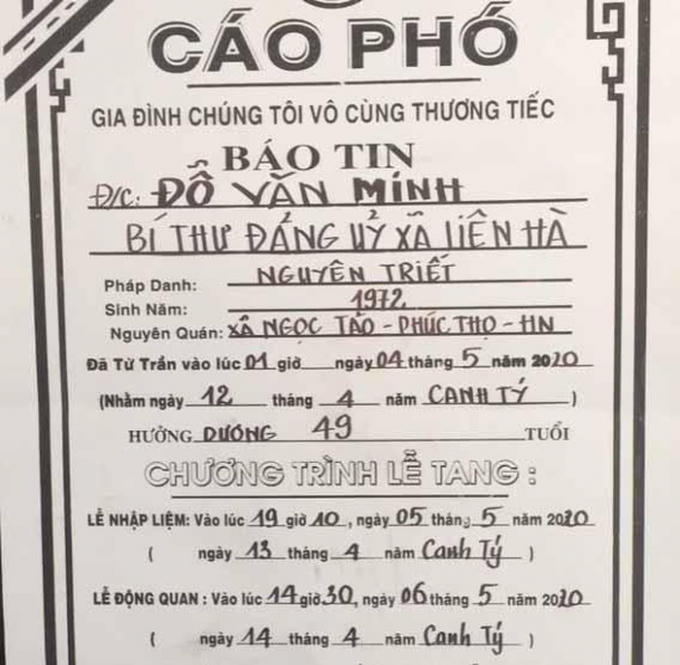 CÁO PHÓ
GIA ĐÌNH CHÚNG TÔI VÔ CÙNG THƯƠNG TIẾC
BÁO TIN
Đ/C: ĐỖ VĂN MINH
BÍ THƯ ĐẢNG UỶ XÃ LIÊN HÀ
Pháp Danh: NGUYÊN TRIẾT
Sinh Năm: 1972
Nguyên Quán: XÃ NGỌC TẢO - PHÚC THỌ - HN
Đã Từ Trần vào lúc 01 giờ ngày 04 tháng 5 năm 2020
(Nhằm ngày 12 tháng 4 năm CANH TÝ )
HƯỞNG DƯƠNG 49 TUỔI
CHƯƠNG TRÌNH LỄ TANG :
LỄ NHẬP LIỆM: Vào lúc 19 giờ 10, ngày 05 tháng 5 năm 2020
( ngày 13 tháng 4 năm Canh Tý )
LỄ ĐỘNG QUAN : Vào lúc 14 giờ 30, ngày 06 tháng 5 năm 2020
( ngày 14 tháng 4 năm Canh Tý )